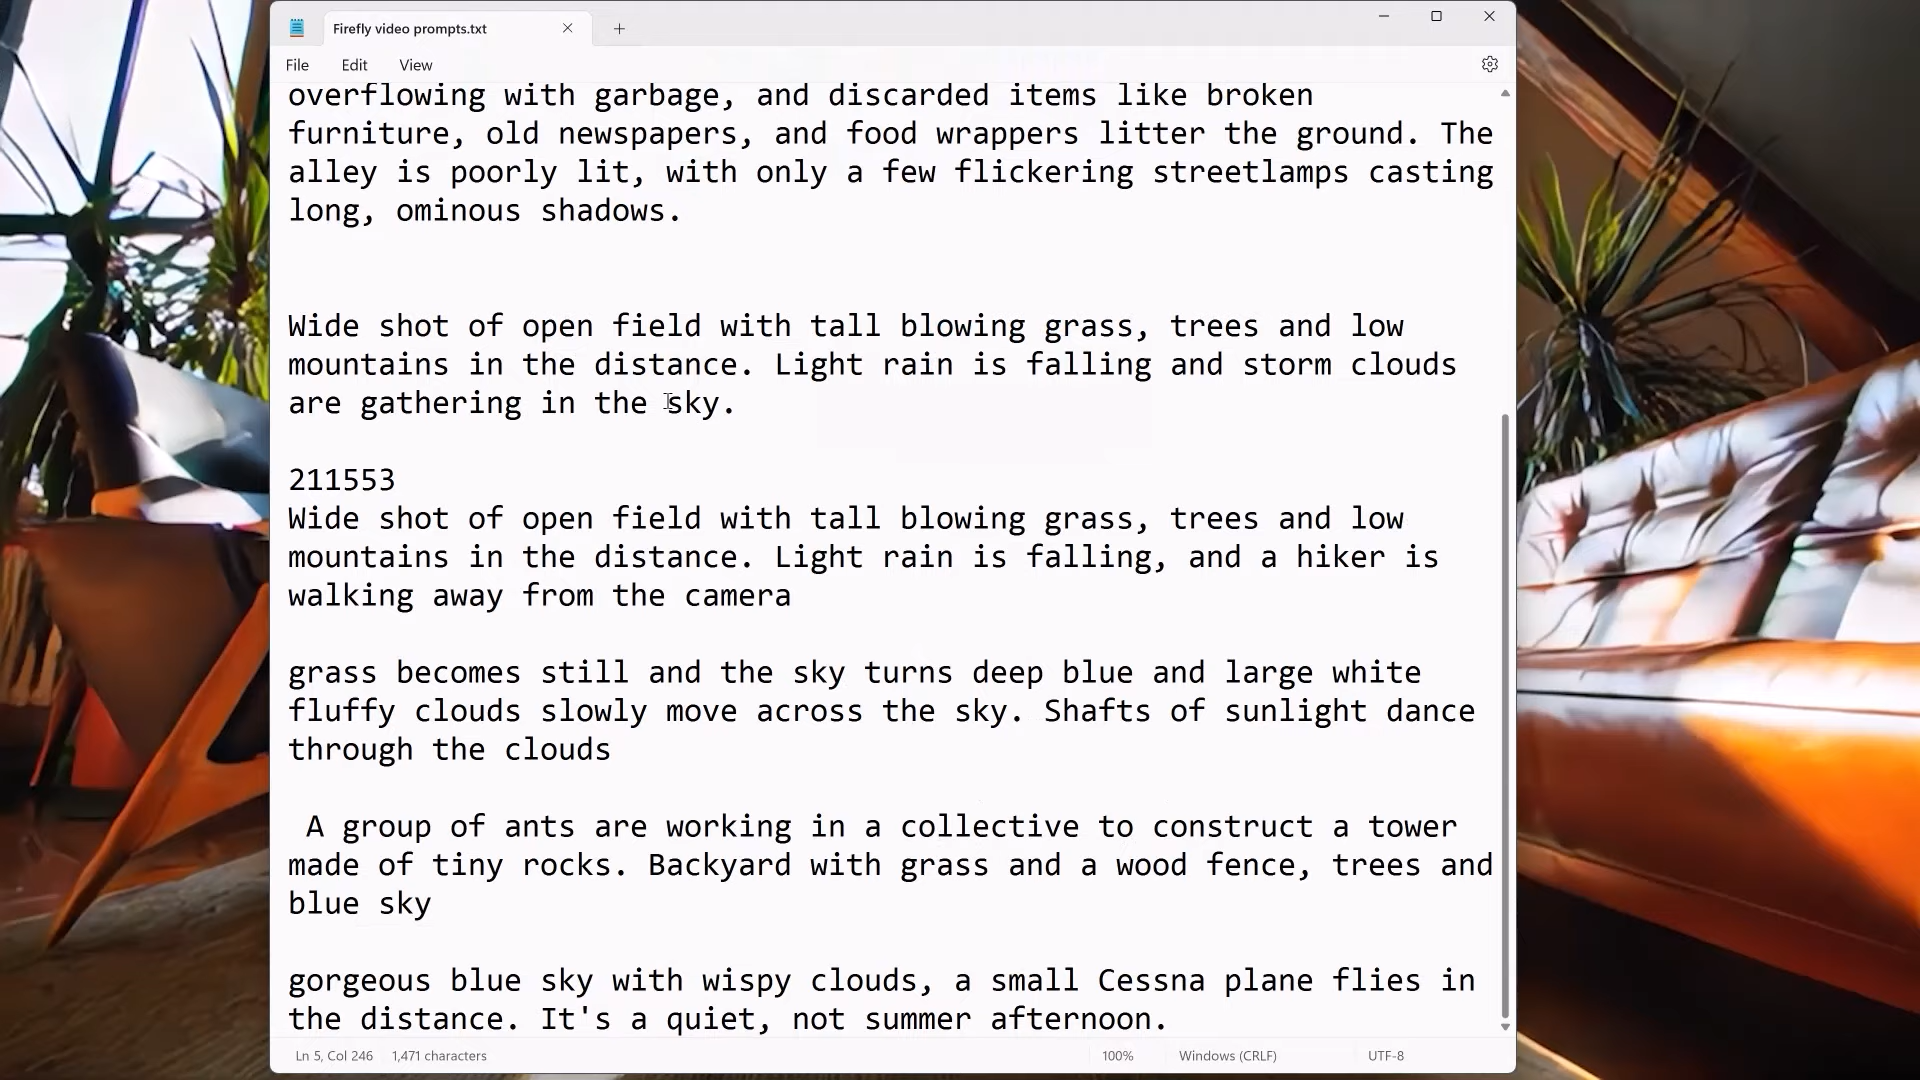 Firefly video prompts.txt
File Edit View
overflowing with garbage, and discarded items like broken
furniture, old newspapers, and food wrappers litter the ground. The
alley is poorly lit, with only a few flickering streetlamps casting
long, ominous shadows.
Wide shot of open field with tall blowing grass, trees and low
mountains in the distance. Light rain is falling and storm clouds
are gathering in the sky.
211553
Wide shot of open field with tall blowing grass, trees and low
mountains in the distance. Light rain is falling, and a hiker is
walking away from the camera
grass becomes still and the sky turns deep blue and large white
fluffy clouds slowly move across the sky. Shafts of sunlight dance
through the clouds
A group of ants are working in a collective to construct a tower
made of tiny rocks. Backyard with grass and a wood fence, trees and
blue sky
gorgeous blue sky with wispy clouds, a small Cessna plane flies in
the distance. It's a quiet, not summer afternoon.
Ln 5, Col 246 1,471 characters 100% Windows (CRLF) UTF-8